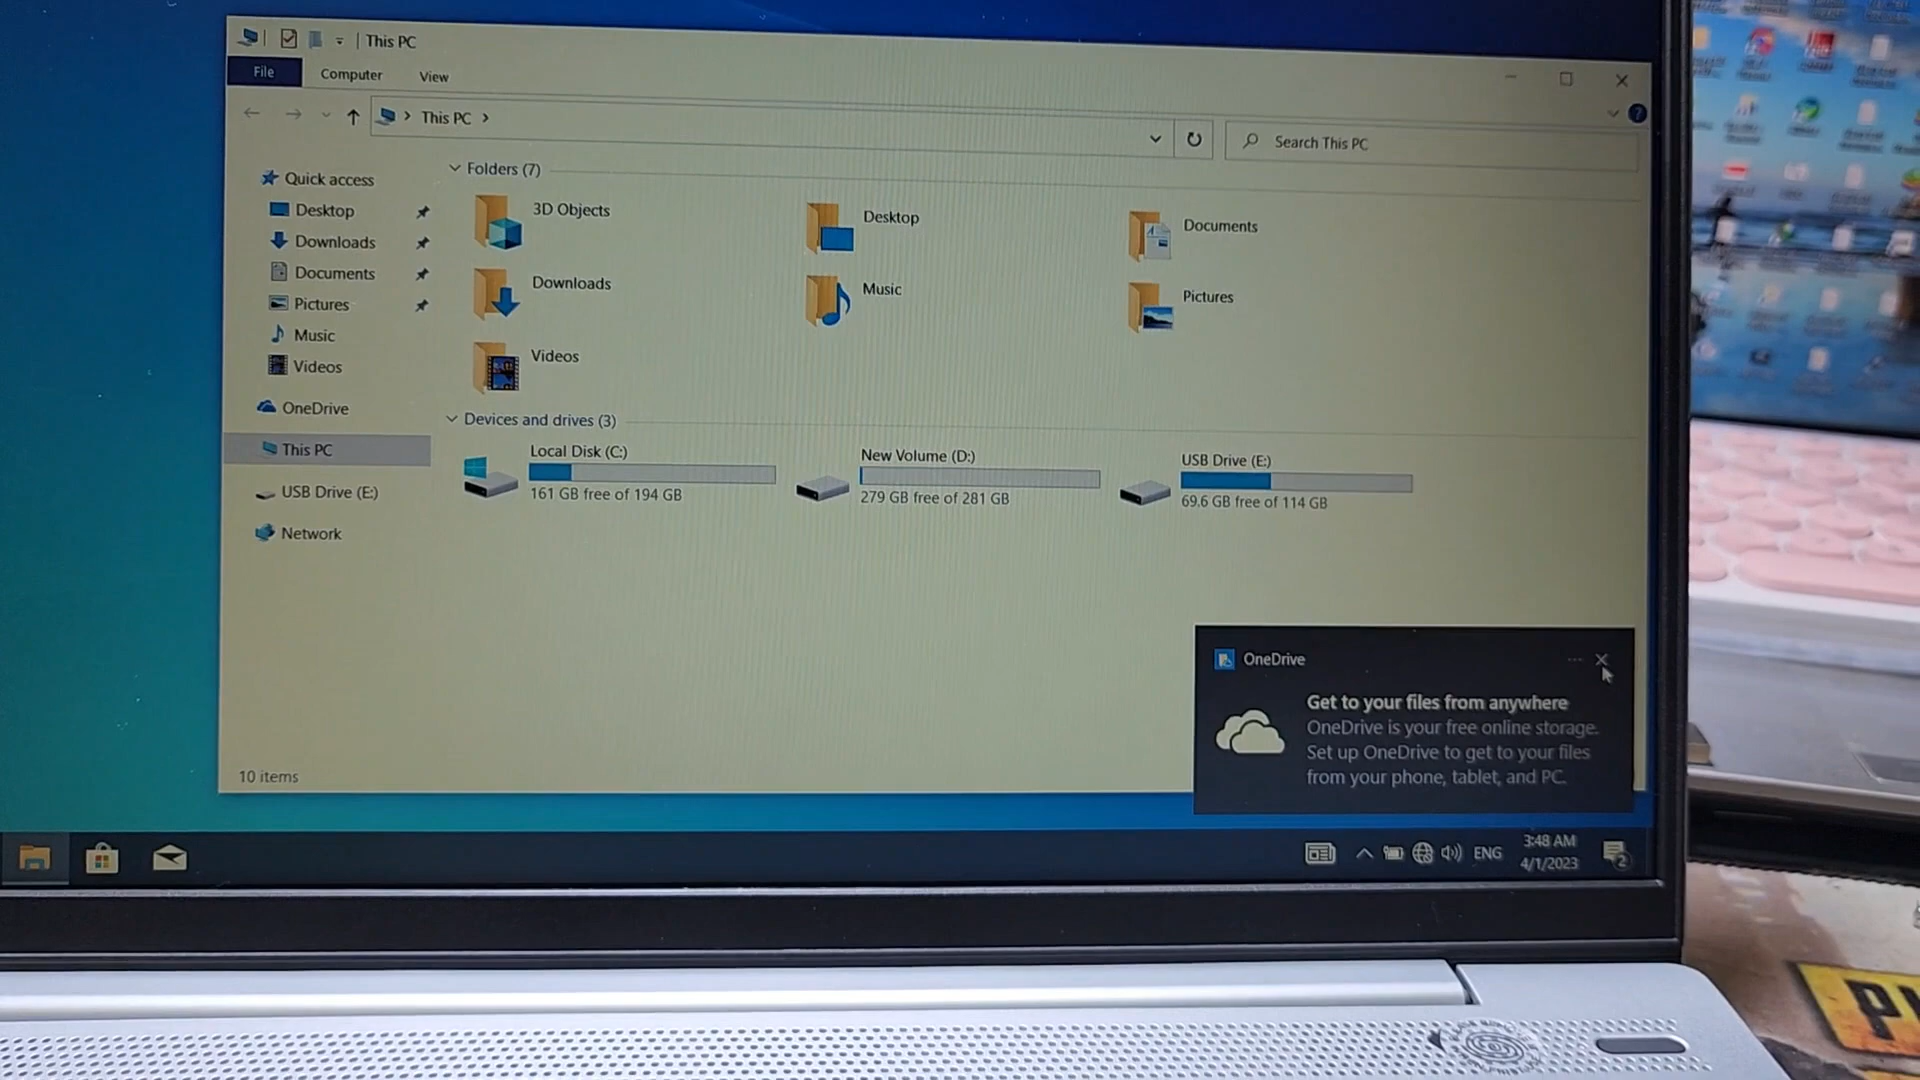 This PC
File
Computer
View
This PC
Search This PC
Quick access
Desktop
Downloads
Documents
Pictures
Music
Videos
OneDrive
This PC
USB Drive (E:)
Network
Folders (7)
3D Objects
Desktop
Documents
Downloads
Music
Pictures
Videos
Devices and drives (3)
Local Disk (C:)
161 GB free of 194 GB
New Volume (D:)
279 GB free of 281 GB
USB Drive (E:)
69.6 GB free of 114 GB
10 items
OneDrive
Get to your files from anywhere
OneDrive is your free online storage.
Set up OneDrive to get to your files
from your phone, tablet, and PC.
ENG
3:48 AM
4/1/2023
2